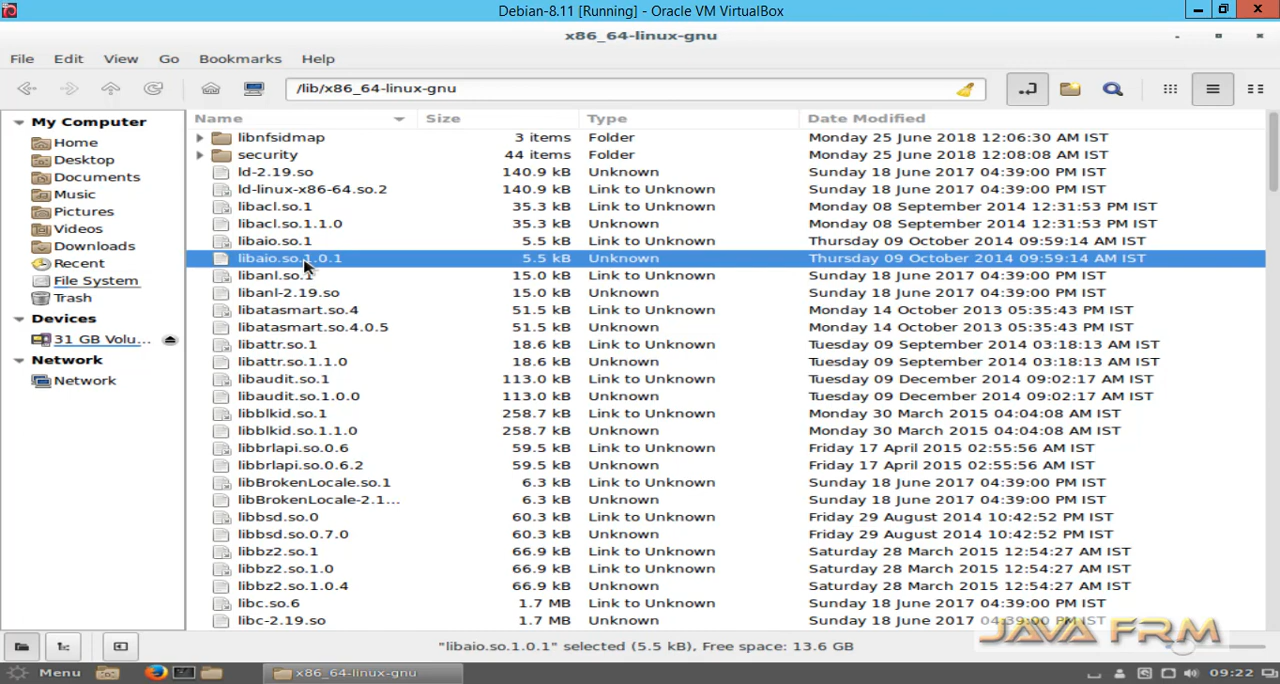 Debian-8.11 [Running] - Oracle VM VirtualBox
x86_64-linux-gnu
File Edit View Go Bookmarks Help
/lib/x86_64-linux-gnu
My Computer
Home
Desktop
Documents
Music
Pictures
Videos
Downloads
Recent
File System
Trash
Devices
31 GB Volu...
Network
Network
Name Size Type Date Modified
libnfsidmap 3 items Folder Monday 25 June 2018 12:06:30 AM IST
security 44 items Folder Monday 25 June 2018 12:08:08 AM IST
ld-2.19.so 140.9 kB Unknown Sunday 18 June 2017 04:39:00 PM IST
ld-linux-x86-64.so.2 140.9 kB Link to Unknown Sunday 18 June 2017 04:39:00 PM IST
libacl.so.1 35.3 kB Link to Unknown Monday 08 September 2014 12:31:53 PM IST
libacl.so.1.1.0 35.3 kB Unknown Monday 08 September 2014 12:31:53 PM IST
libaio.so.1 5.5 kB Link to Unknown Thursday 09 October 2014 09:59:14 AM IST
libaio.so.1.0.1 5.5 kB Unknown Thursday 09 October 2014 09:59:14 AM IST
libanl.so.1 15.0 kB Link to Unknown Sunday 18 June 2017 04:39:00 PM IST
libanl-2.19.so 15.0 kB Unknown Sunday 18 June 2017 04:39:00 PM IST
libatasmart.so.4 51.5 kB Link to Unknown Monday 14 October 2013 05:35:43 PM IST
libatasmart.so.4.0.5 51.5 kB Unknown Monday 14 October 2013 05:35:43 PM IST
libattr.so.1 18.6 kB Link to Unknown Tuesday 09 September 2014 03:18:13 AM IST
libattr.so.1.1.0 18.6 kB Unknown Tuesday 09 September 2014 03:18:13 AM IST
libaudit.so.1 113.0 kB Link to Unknown Tuesday 09 December 2014 09:02:17 AM IST
libaudit.so.1.0.0 113.0 kB Unknown Tuesday 09 December 2014 09:02:17 AM IST
libblkid.so.1 258.7 kB Link to Unknown Monday 30 March 2015 04:04:08 AM IST
libblkid.so.1.1.0 258.7 kB Unknown Monday 30 March 2015 04:04:08 AM IST
libbrlapi.so.0.6 59.5 kB Link to Unknown Friday 17 April 2015 02:55:56 AM IST
libbrlapi.so.0.6.2 59.5 kB Unknown Friday 17 April 2015 02:55:56 AM IST
libBrokenLocale.so.1 6.3 kB Link to Unknown Sunday 18 June 2017 04:39:00 PM IST
libBrokenLocale-2.1... 6.3 kB Unknown Sunday 18 June 2017 04:39:00 PM IST
libbsd.so.0 60.3 kB Link to Unknown Friday 29 August 2014 10:42:52 PM IST
libbsd.so.0.7.0 60.3 kB Unknown Friday 29 August 2014 10:42:52 PM IST
libbz2.so.1 66.9 kB Link to Unknown Saturday 28 March 2015 12:54:27 AM IST
libbz2.so.1.0 66.9 kB Link to Unknown Saturday 28 March 2015 12:54:27 AM IST
libbz2.so.1.0.4 66.9 kB Unknown Saturday 28 March 2015 12:54:27 AM IST
libc.so.6 1.7 MB Link to Unknown Sunday 18 June 2017 04:39:00 PM IST
libc-2.19.so 1.7 MB Unknown Sunday 18 June 2017 04:39:00 PM IST
JAVA FRM
"libaio.so.1.0.1" selected (5.5 kB), Free space: 13.6 GB
Menu x86_64-linux-gnu 09:22